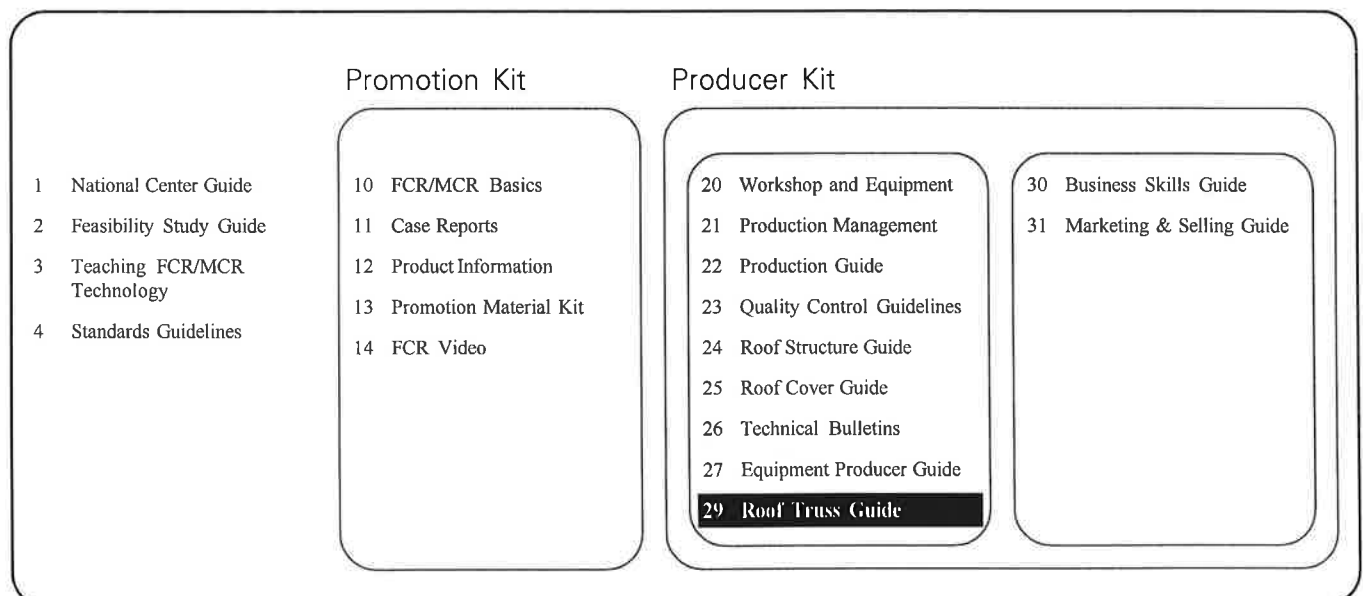 Promotion Kit
Producer Kit
1 National Center Guide
2 Feasibility Study Guide
3 Teaching FCR/MCR
Technology
4 Standards Guidelines
10 FCR/MCR Basics
11 Case Reports
12 Product Information
13 Promotion Material Kit
14 FCR Video
20 Workshop and Equipment
21 Production Management
22 Production Guide
23 Quality Control Guidelines
24 Roof Structure Guide
25 Roof Cover Guide
26 Technical Bulletins
27 Equipment Producer Guide
29 Roof Truss Guide
30 Business Skills Guide
31 Marketing & Selling Guide